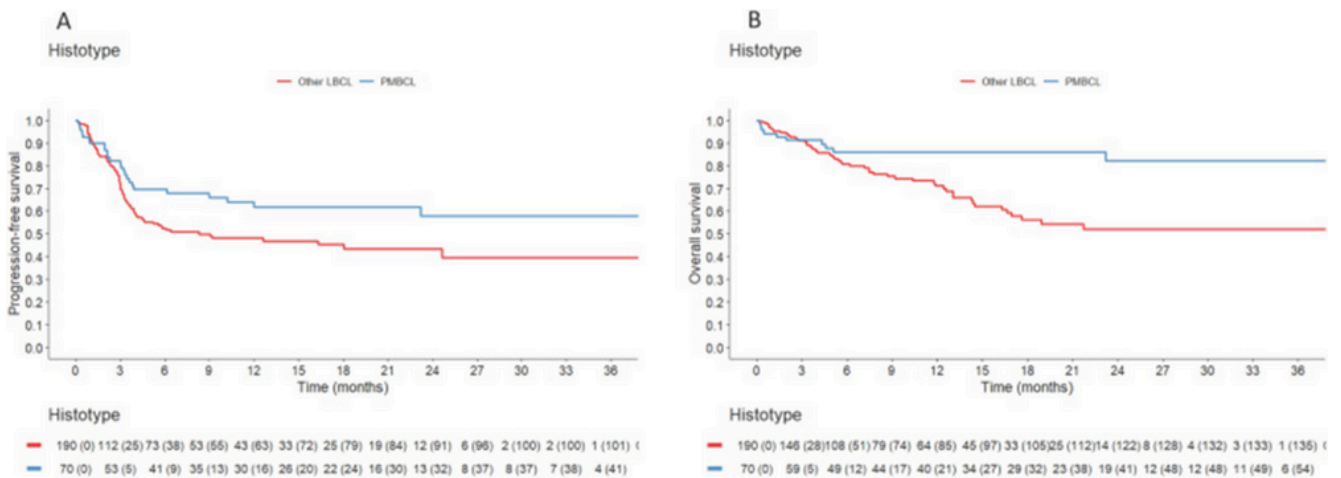 A
Histotype
Other LBCL PMBCL
Progression-free survival
1.0
0.9
0.8
0.7
0.6
0.5
0.4
0.3
0.2
0.1
0.0
0 3 6 9 12 15 18 21 24 27 30 33 36
Time (months)
Histotype
190 (0) 112 (25) 73 (38) 53 (55) 43 (63) 33 (72) 25 (79) 19 (84) 12 (91) 6 (96) 2 (100) 2 (100) 1 (101)
70 (0) 53 (5) 41 (9) 35 (13) 30 (16) 26 (20) 22 (24) 16 (30) 13 (32) 8 (37) 8 (37) 7 (38) 4 (41)
B
Histotype
Other LBCL PMBCL
Overall survival
1.0
0.9
0.8
0.7
0.6
0.5
0.4
0.3
0.2
0.1
0.0
0 3 6 9 12 15 18 21 24 27 30 33 36
Time (months)
Histotype
190 (0) 146 (28) 108 (51) 79 (74) 64 (85) 45 (97) 33 (105) 25 (112) 14 (122) 8 (128) 4 (132) 3 (133) 1 (135)
70 (0) 59 (5) 49 (12) 44 (17) 40 (21) 34 (27) 29 (32) 23 (38) 19 (41) 12 (48) 12 (48) 11 (49) 6 (54)